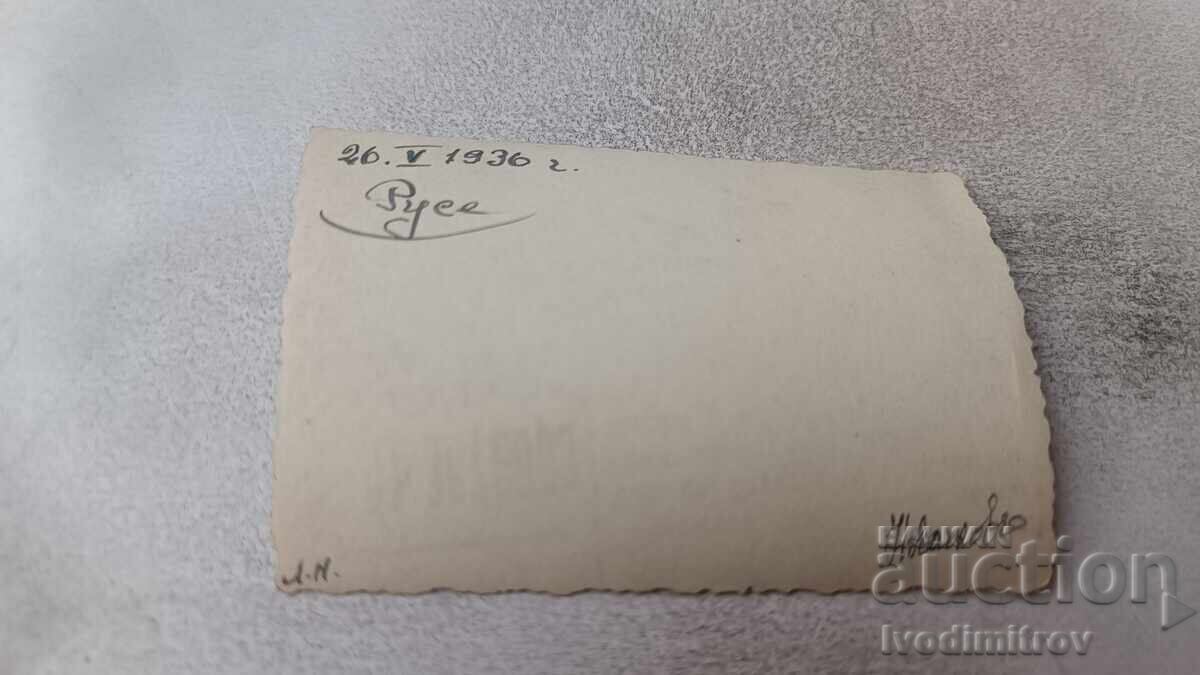 26. V 1936 г.
Русе
Л.Н.
auction
Ivodimitrov